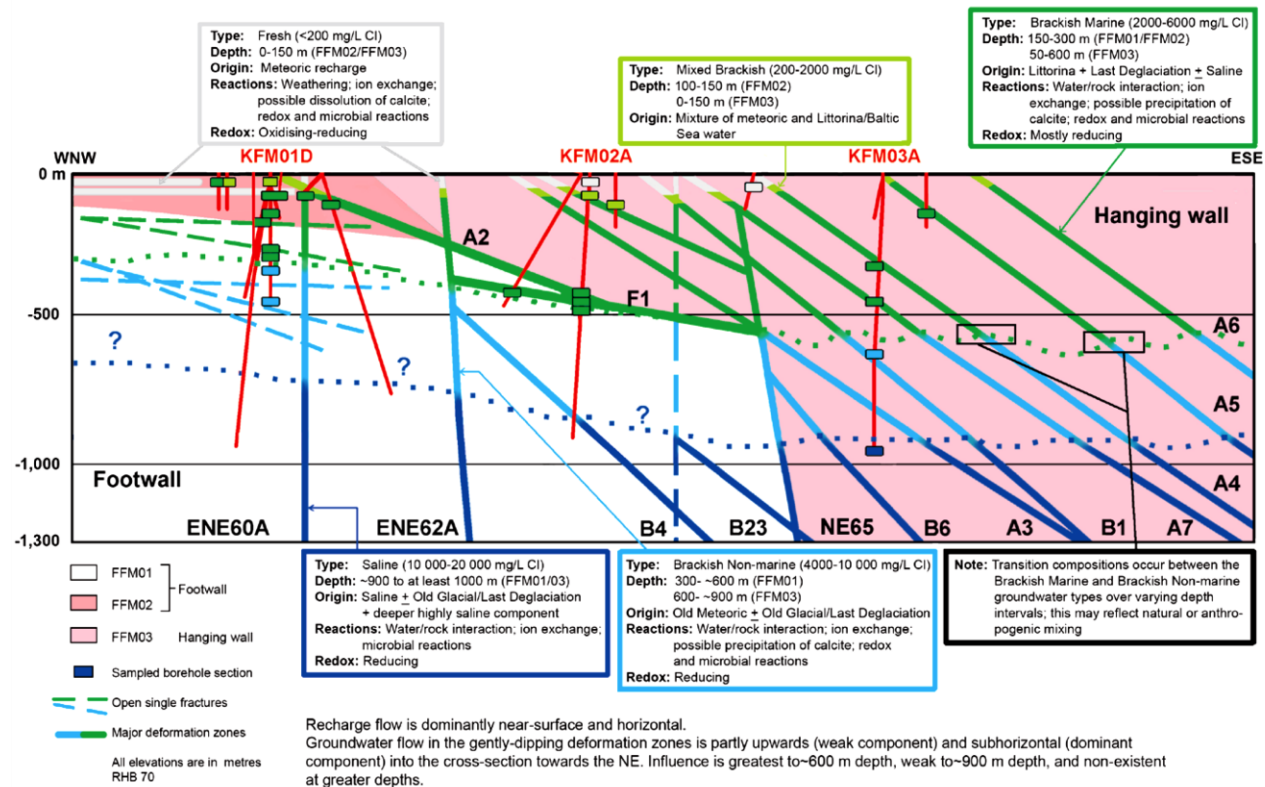 Type: Fresh (<200 mg/L Cl)
Depth: 0-150 m (FFM02/FFM03)
Origin: Meteoric recharge
Reactions: Weathering; ion exchange;
possible dissolution of calcite;
redox and microbial reactions
Redox: Oxidising-reducing
Type: Mixed Brackish (200-2000 mg/L Cl)
Depth: 100-150 m (FFM02)
0-150 m (FFM03)
Origin: Mixture of meteoric and Littorina/Baltic
Sea water
Type: Brackish Marine (2000-6000 mg/L Cl)
Depth: 150-300 m (FFM01/FFM02)
50-600 m (FFM03)
Origin: Littorina + Last Deglaciation ± Saline
Reactions: Water/rock interaction; ion
exchange; possible precipitation of
calcite; redox and microbial reactions
Redox: Mostly reducing
WNW
KFM01D
KFM02A
KFM03A
ESE
0 m
Hanging wall
A2
F1
-500
A6
?
?
?
A5
-1,000
Footwall
A4
ENE60A
ENE62A
B4
B23
NE65
B6
A3
B1
A7
-1,300
FFM01
FFM02
Footwall
FFM03 Hanging wall
Sampled borehole section
Open single fractures
Major deformation zones
All elevations are in metres
RHB 70
Type: Saline (10 000-20 000 mg/L Cl)
Depth: ~900 to at least 1000 m (FFM01/03)
Origin: Saline ± Old Glacial/Last Deglaciation
+ deeper highly saline component
Reactions: Water/rock interaction; ion exchange;
microbial reactions
Redox: Reducing
Type: Brackish Non-marine (4000-10 000 mg/L Cl)
Depth: 300- ~600 m (FFM01)
600- ~900 m (FFM03)
Origin: Old Meteoric ± Old Glacial/Last Deglaciation
Reactions: Water/rock interaction; ion exchange;
possible precipitation of calcite; redox
and microbial reactions
Redox: Reducing
Note: Transition compositions occur between the
Brackish Marine and Brackish Non-marine
groundwater types over varying depth
intervals; this may reflect natural or anthro-
pogenic mixing
Recharge flow is dominantly near-surface and horizontal.
Groundwater flow in the gently-dipping deformation zones is partly upwards (weak component) and subhorizontal (dominant
component) into the cross-section towards the NE. Influence is greatest to~600 m depth, weak to~900 m depth, and non-existent
at greater depths.